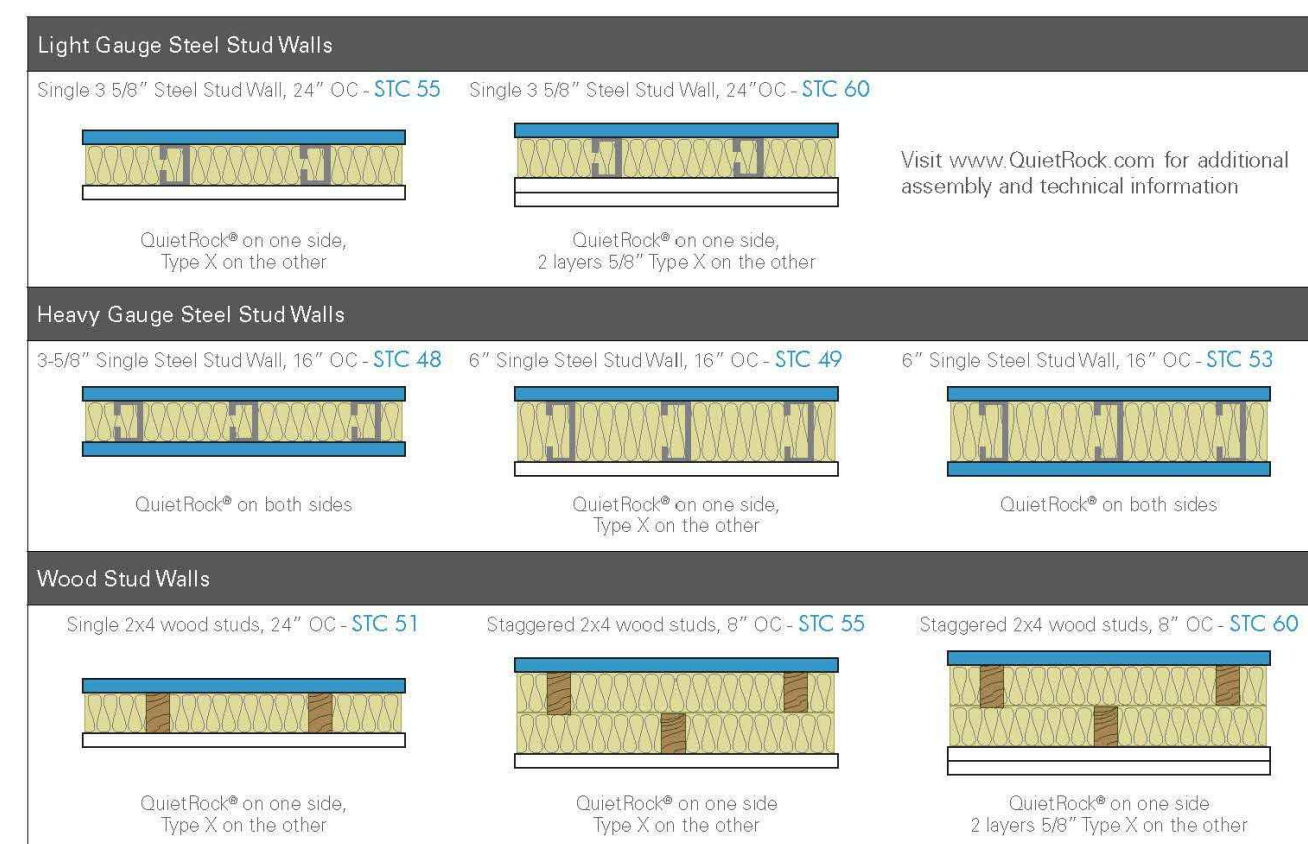 Light Gauge Steel Stud Walls
Single 3 5/8" Steel Stud Wall, 24" OC - STC 55
QuietRock® on one side,
Type X on the other
Single 3 5/8" Steel Stud Wall, 24"OC - STC 60
QuietRock® on one side,
2 layers 5/8" Type X on the other
Visit www.QuietRock.com for additional
assembly and technical information
Heavy Gauge Steel Stud Walls
3-5/8" Single Steel Stud Wall, 16" OC - STC 48
QuietRock® on both sides
6" Single Steel Stud Wall, 16" OC - STC 49
QuietRock® on one side,
Type X on the other
6" Single Steel Stud Wall, 16" OC - STC 53
QuietRock® on both sides
Wood Stud Walls
Single 2x4 wood studs, 24" OC - STC 51
QuietRock® on one side,
Type X on the other
Staggered 2x4 wood studs, 8" OC - STC 55
QuietRock® on one side
Type X on the other
Staggered 2x4 wood studs, 8" OC - STC 60
QuietRock® on one side
2 layers 5/8" Type X on the other